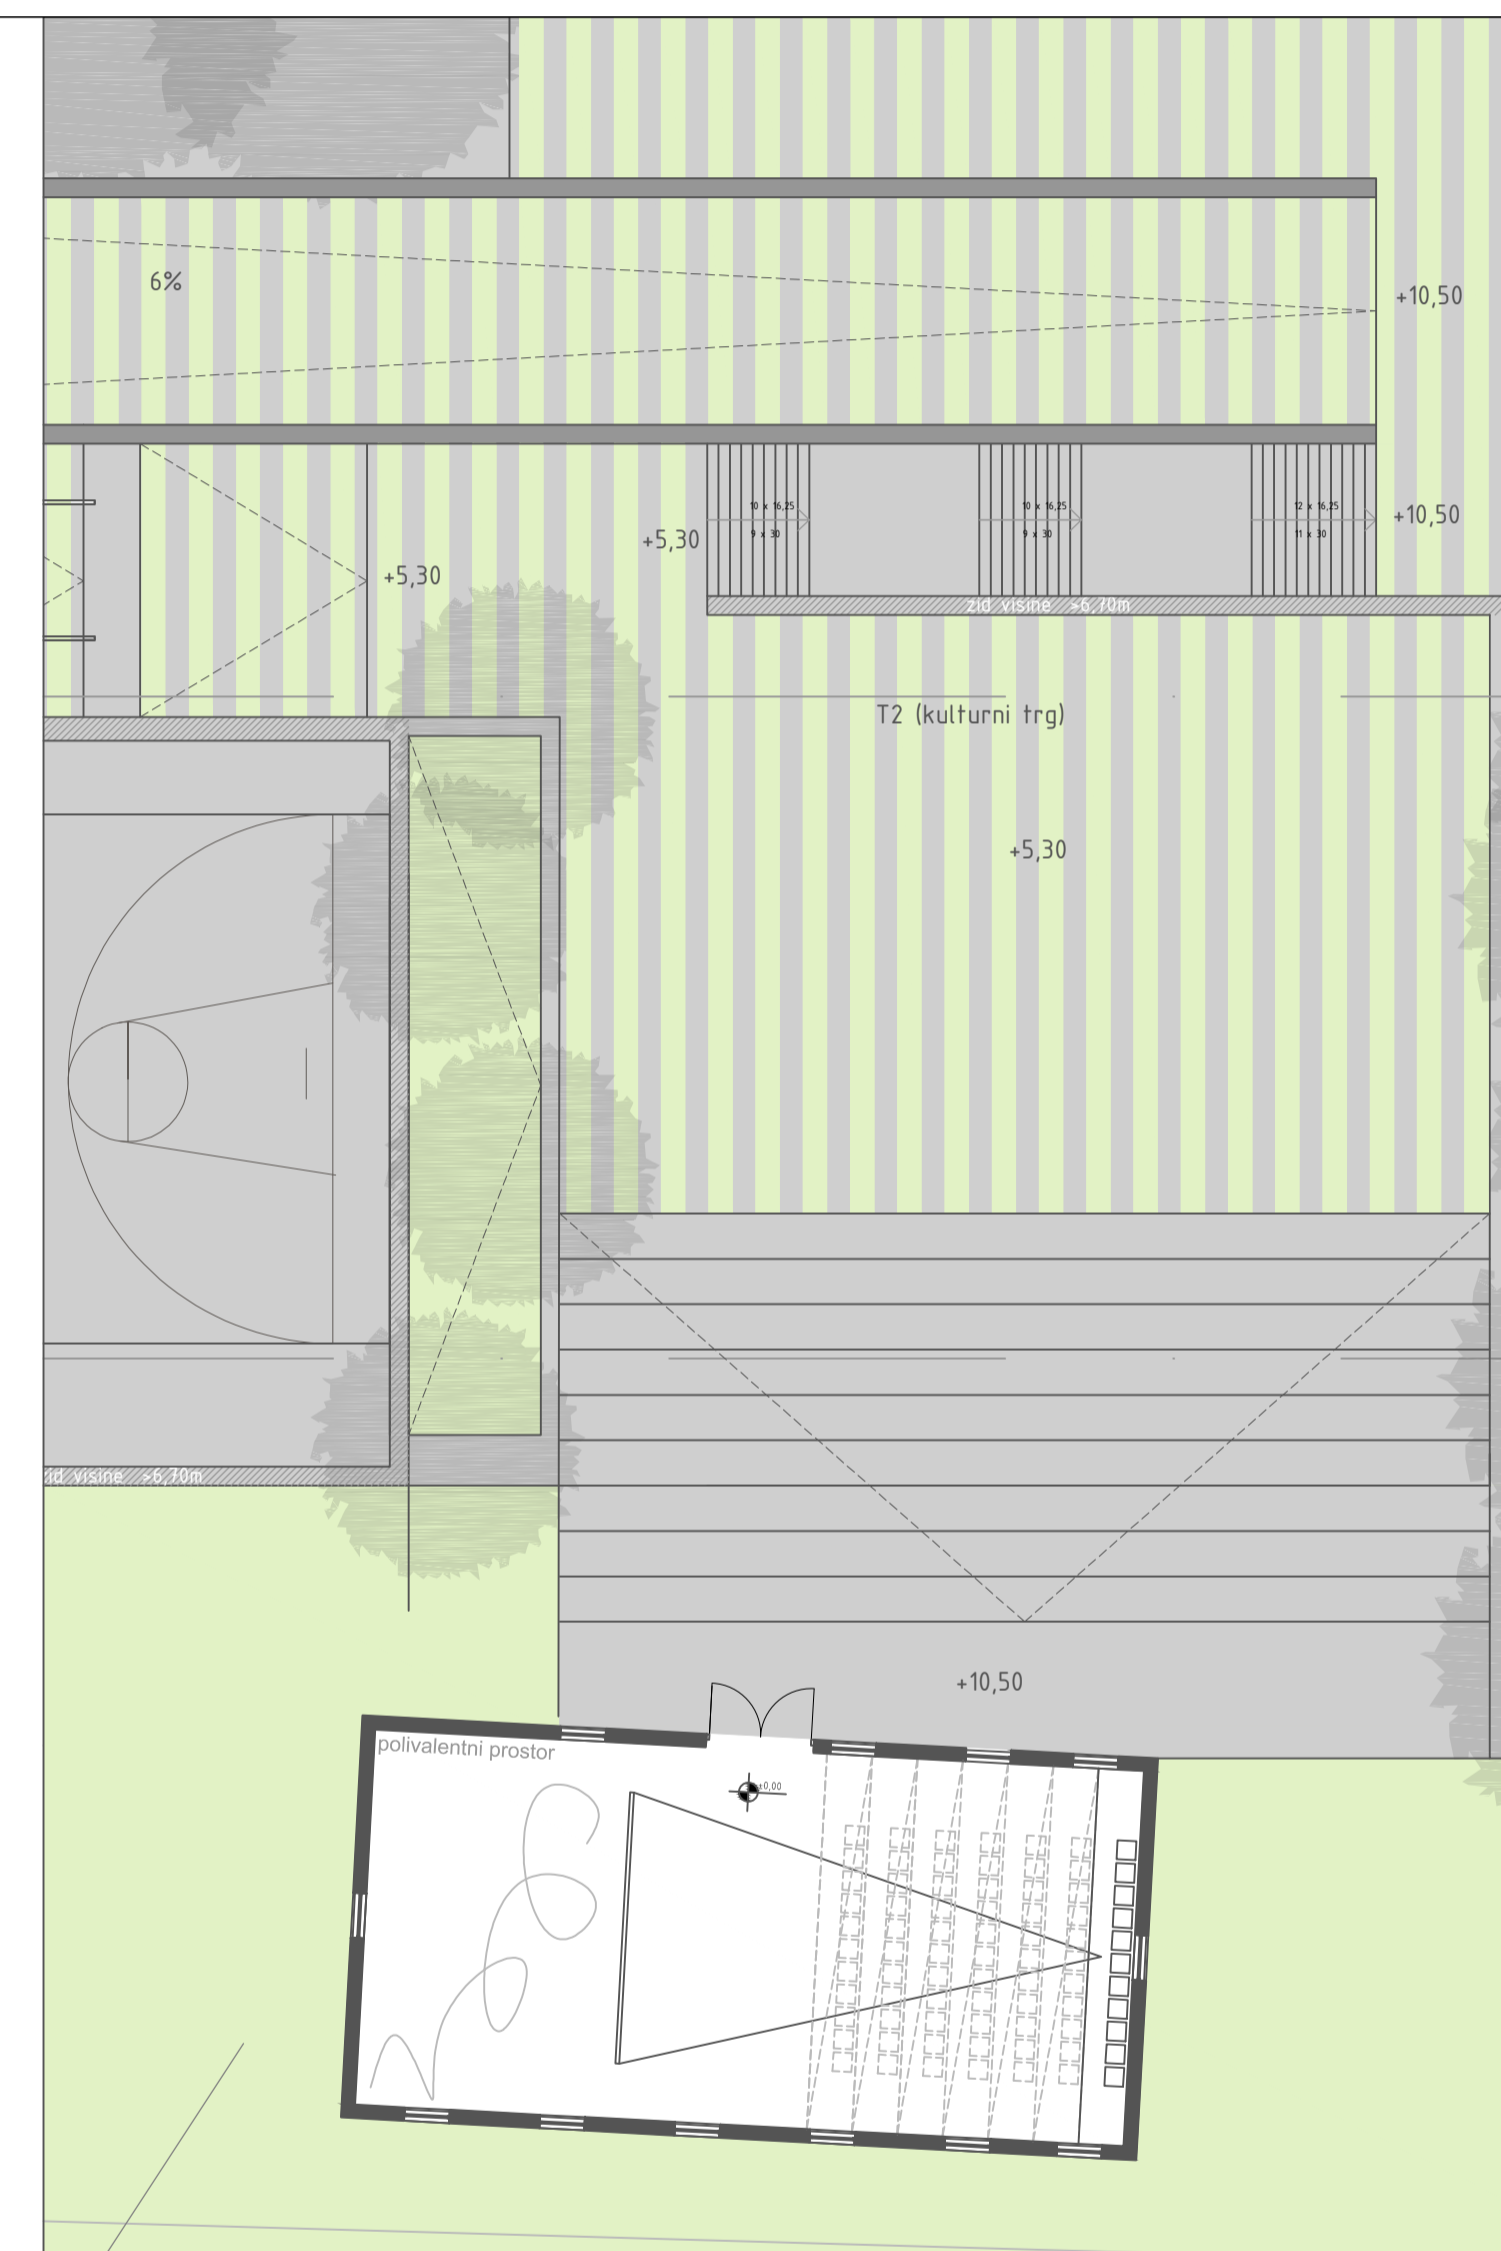 6%
+10,50
10 x 16,25
9 x 30
10 x 16,25
9 x 30
12 x 16,25
11 x 30
+10,50
+5,30
+5,30
zid visine >6,70m
T2 (kulturni trg)
+5,30
id visine >6,70m
+10,50
polivalentni prostor
±0,00